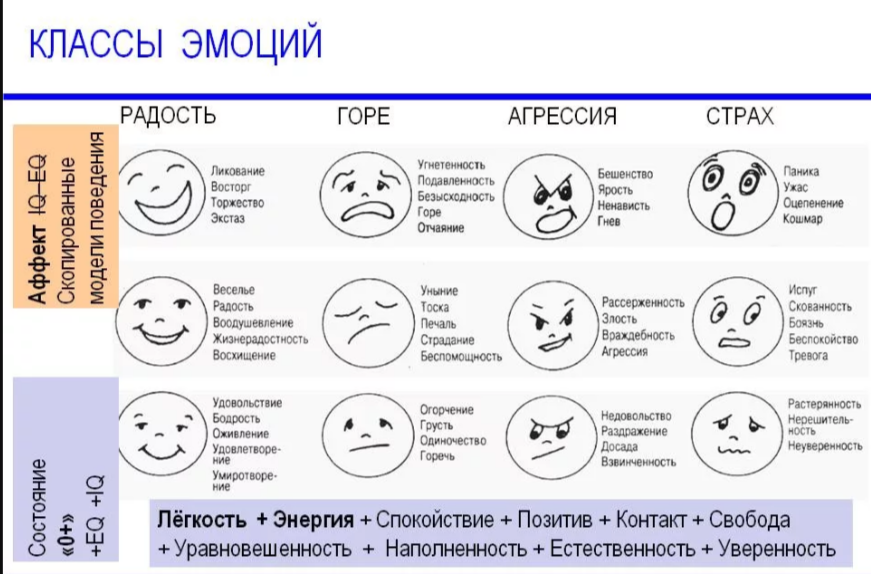 КЛАССЫ ЭМОЦИЙ
РАДОСТЬ
ГОРЕ
АГРЕССИЯ
СТРАХ
Аффект IQ–EQ
Скопированные
модели поведения
Ликование
Восторг
Торжество
Экстаз
Угнетенность
Подавленность
Безысходность
Горе
Отчаяние
Бешенство
Ярость
Ненависть
Гнев
Паника
Ужас
Оцепенение
Кошмар
Веселье
Радость
Воодушевление
Жизнерадостность
Восхищение
Уныние
Тоска
Печаль
Страдание
Беспомощность
Рассерженность
Злость
Враждебность
Агрессия
Испуг
Скованность
Боязнь
Беспокойство
Тревога
Состояние
«0+»
+EQ +IQ
Удовольствие
Бодрость
Оживление
Удовлетворе-
ние
Умиротворе-
ние
Огорчение
Грусть
Одиночество
Горечь
Недовольство
Раздражение
Досада
Взвинченность
Растерянность
Нерешитель-
ность
Неуверенность
Лёгкость + Энергия + Спокойствие + Позитив + Контакт + Свобода
+ Уравновешенность + Наполненность + Естественность + Уверенность